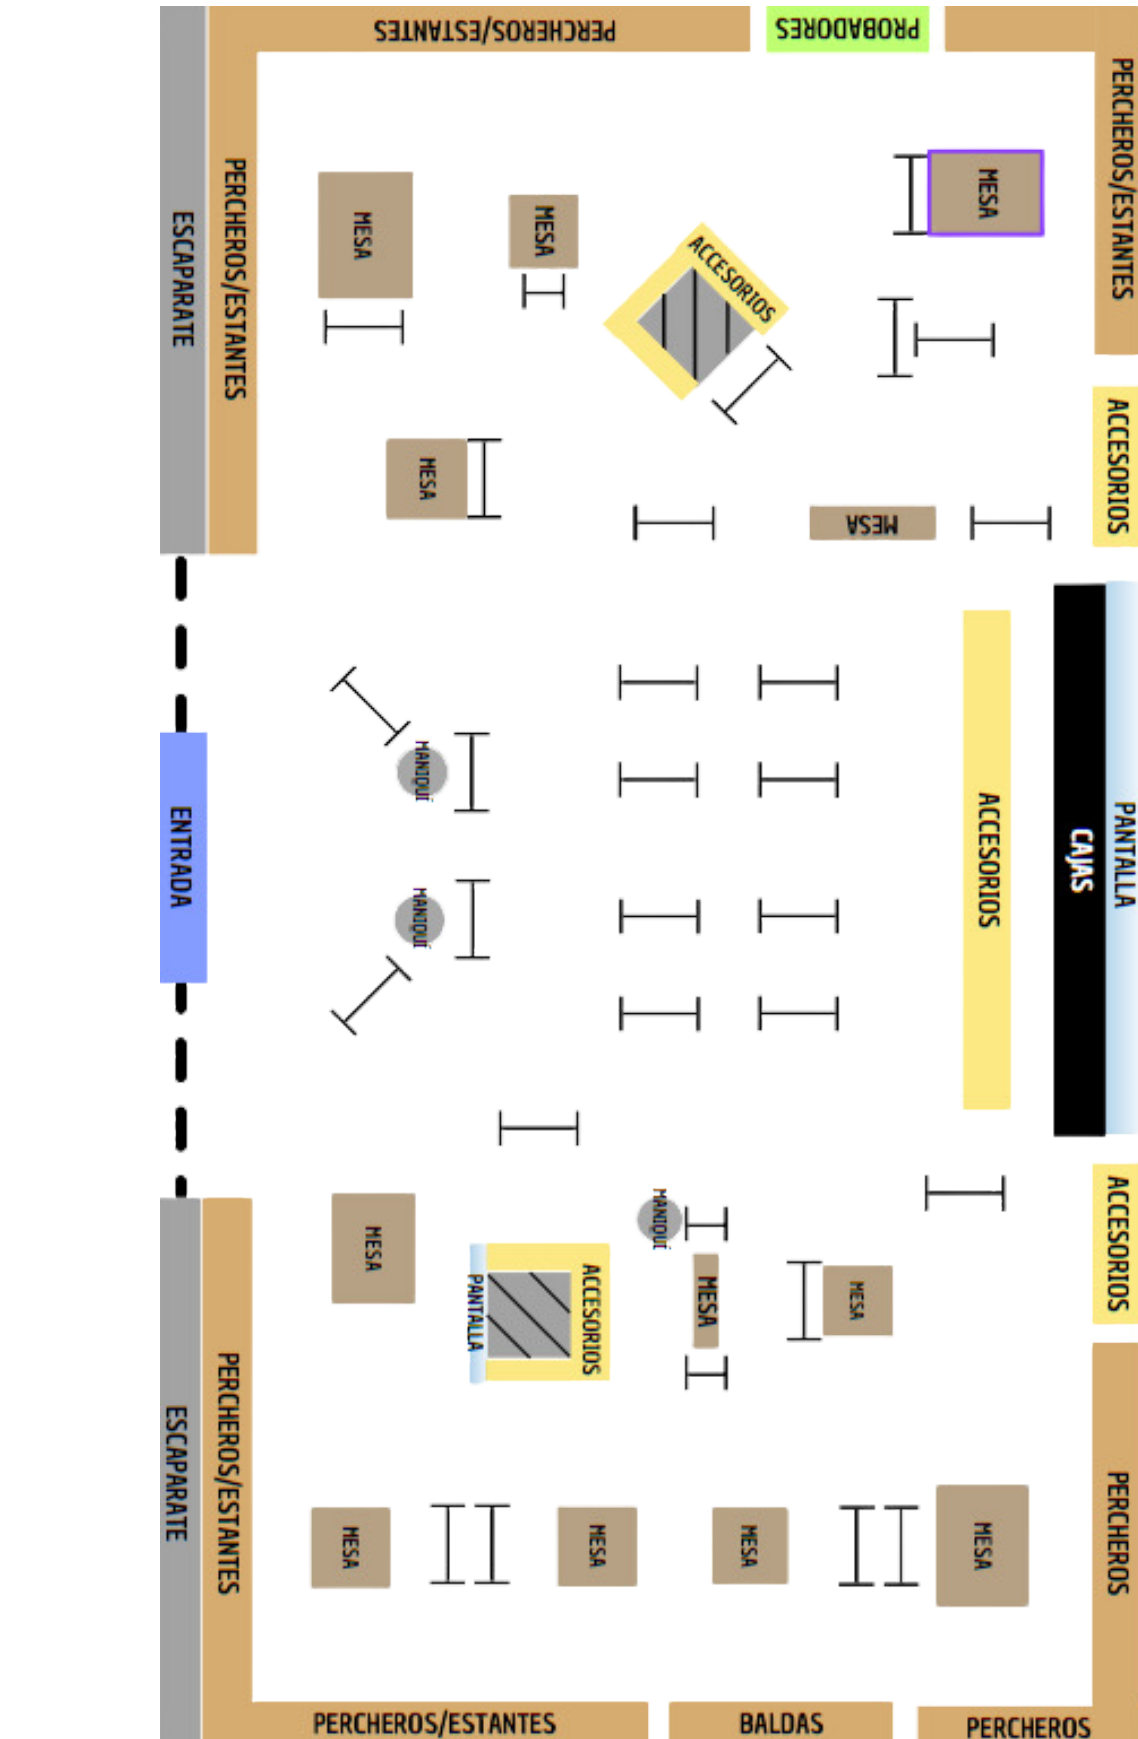 PERCHEROS/ESTANTES
PROBADORES
PERCHEROS/ESTANTES
PERCHEROS/ESTANTES
ESCAPARATE
MESA
MESA
MESA
ACCESORIOS
MESA
ACCESORIOS
MESA
MANIQUÍ
ENTRADA
MANIQUÍ
ACCESORIOS
CAJAS
PANTALLA
ACCESORIOS
MANIQUÍ
MESA
PANTALLA
ACCESORIOS
MESA
MESA
PERCHEROS/ESTANTES
ESCAPARATE
PERCHEROS
MESA
MESA
MESA
MESA
PERCHEROS/ESTANTES
BALDAS
PERCHEROS